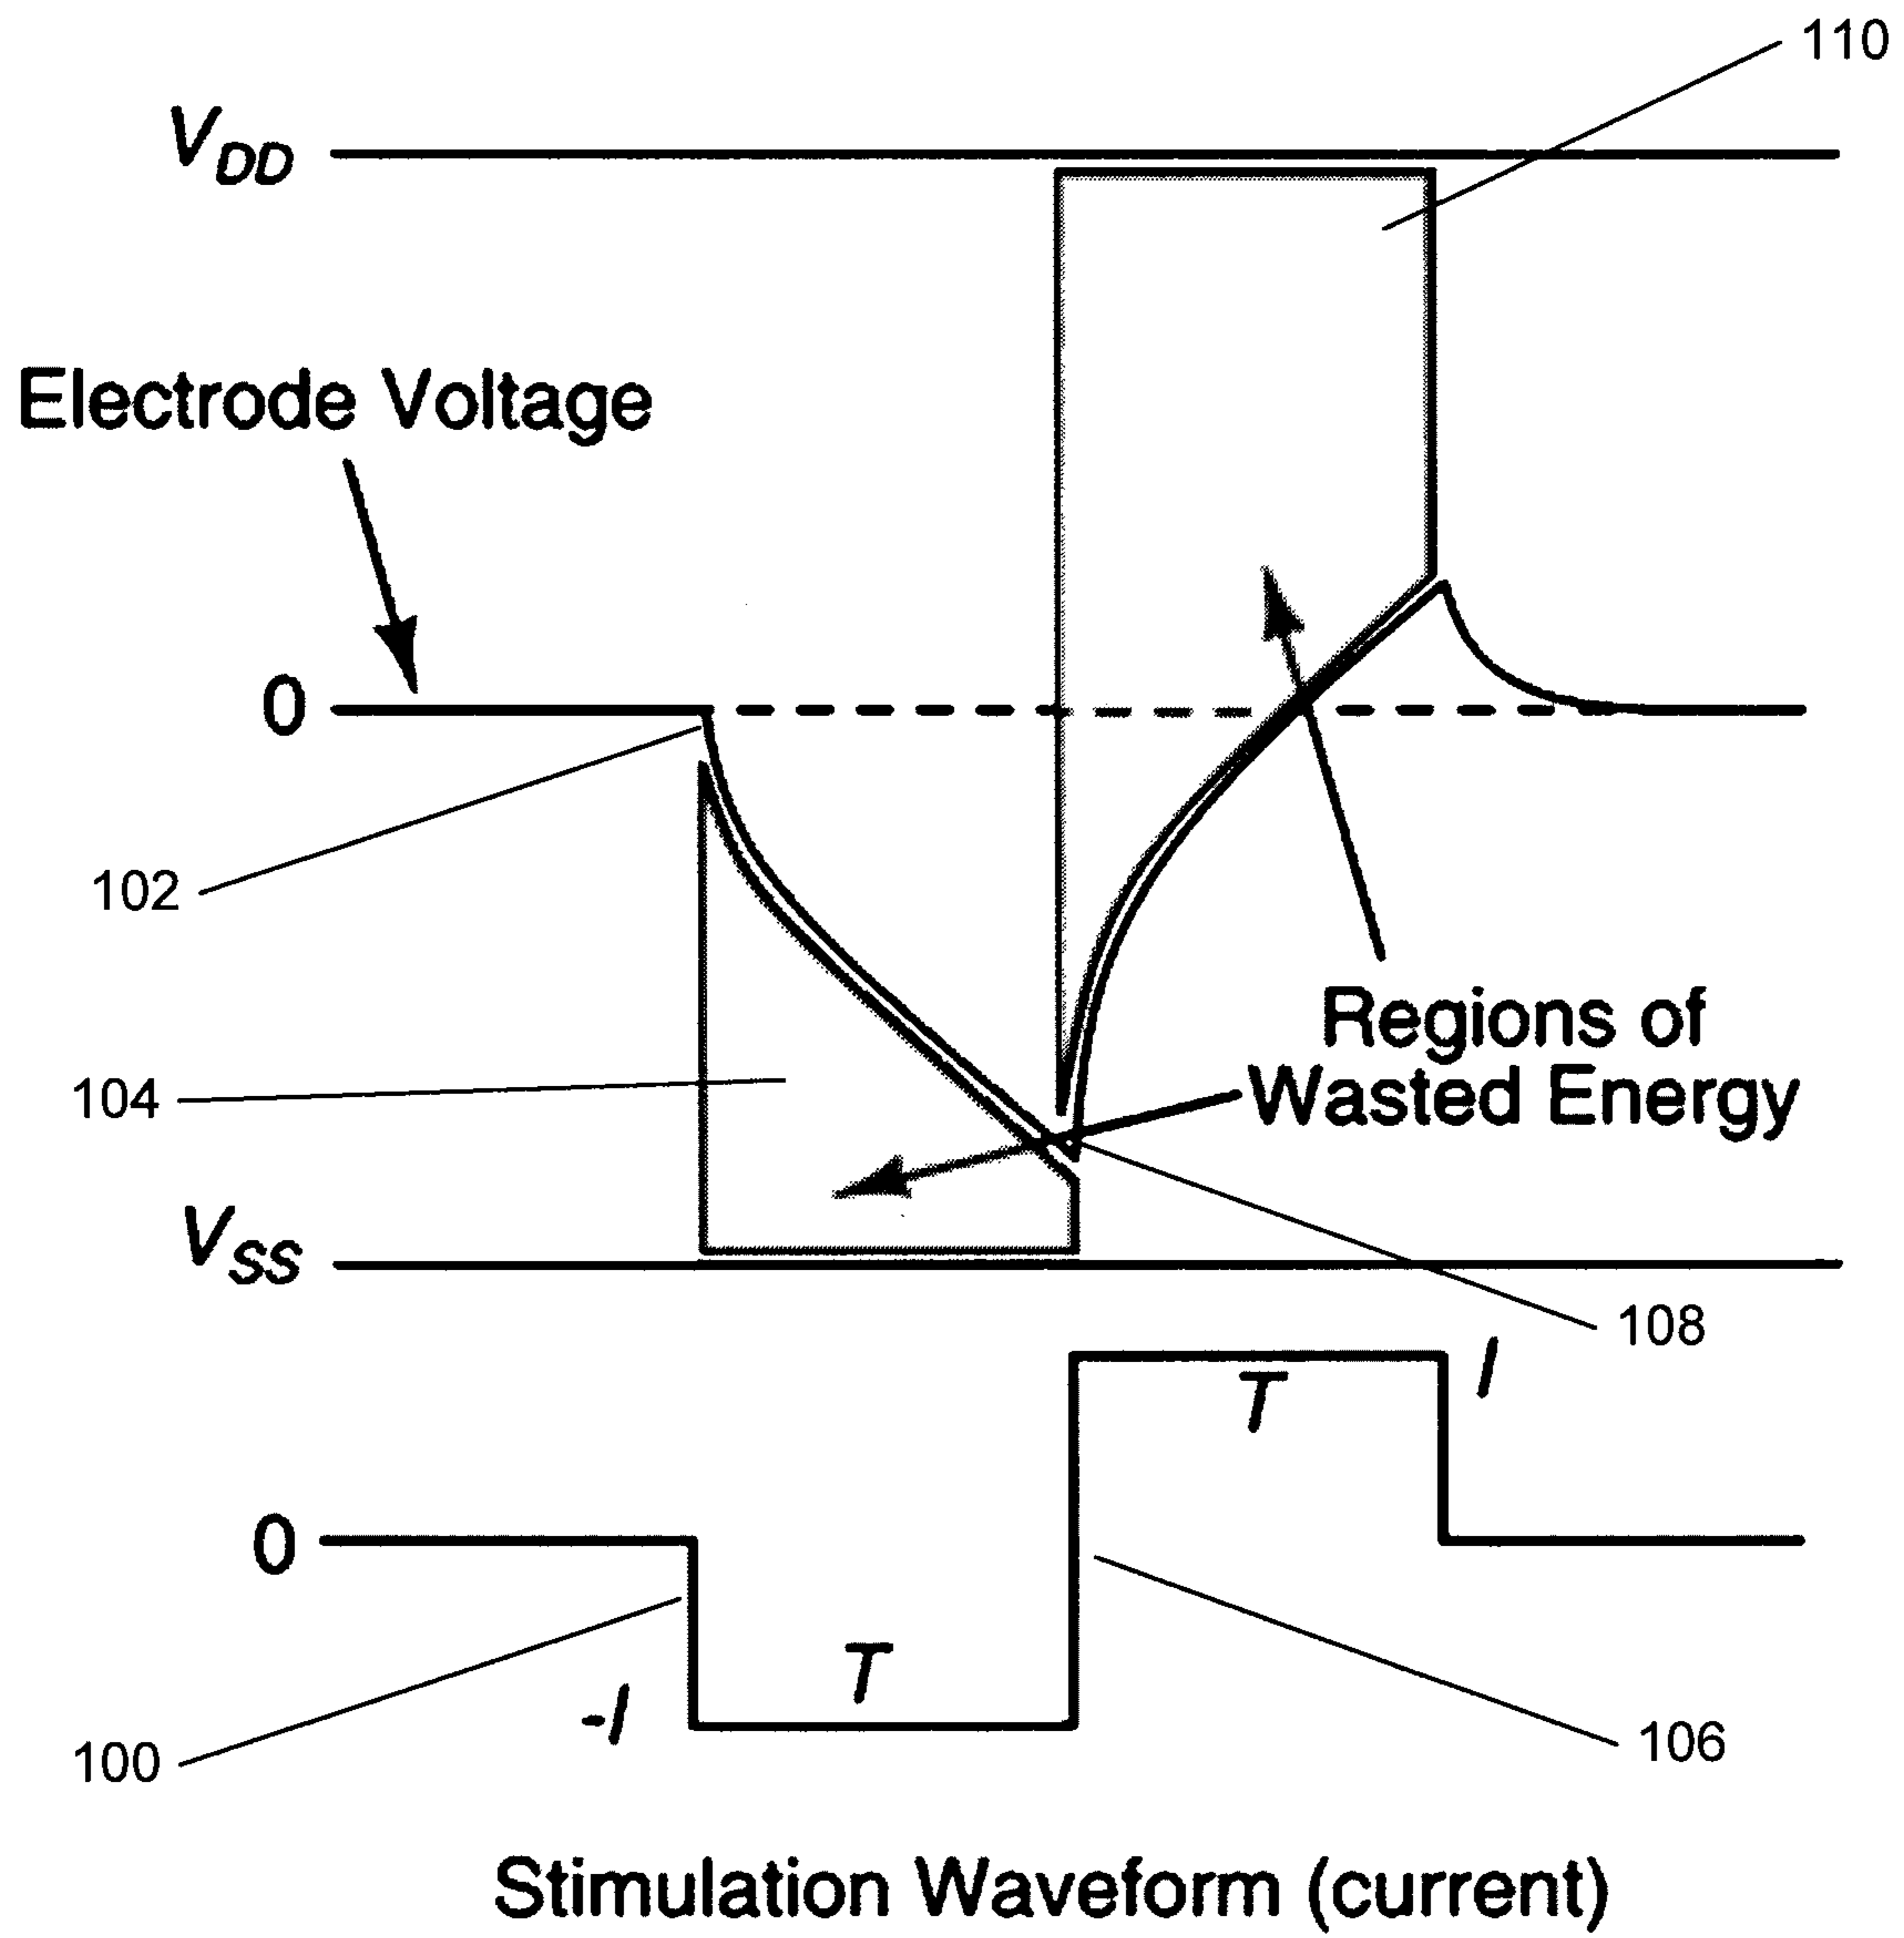 110
VDD
Electrode Voltage
0
102
Regions of
Wasted Energy
104
VSS
108
I
T
0
T
-I
100
106
Stimulation Waveform (current)